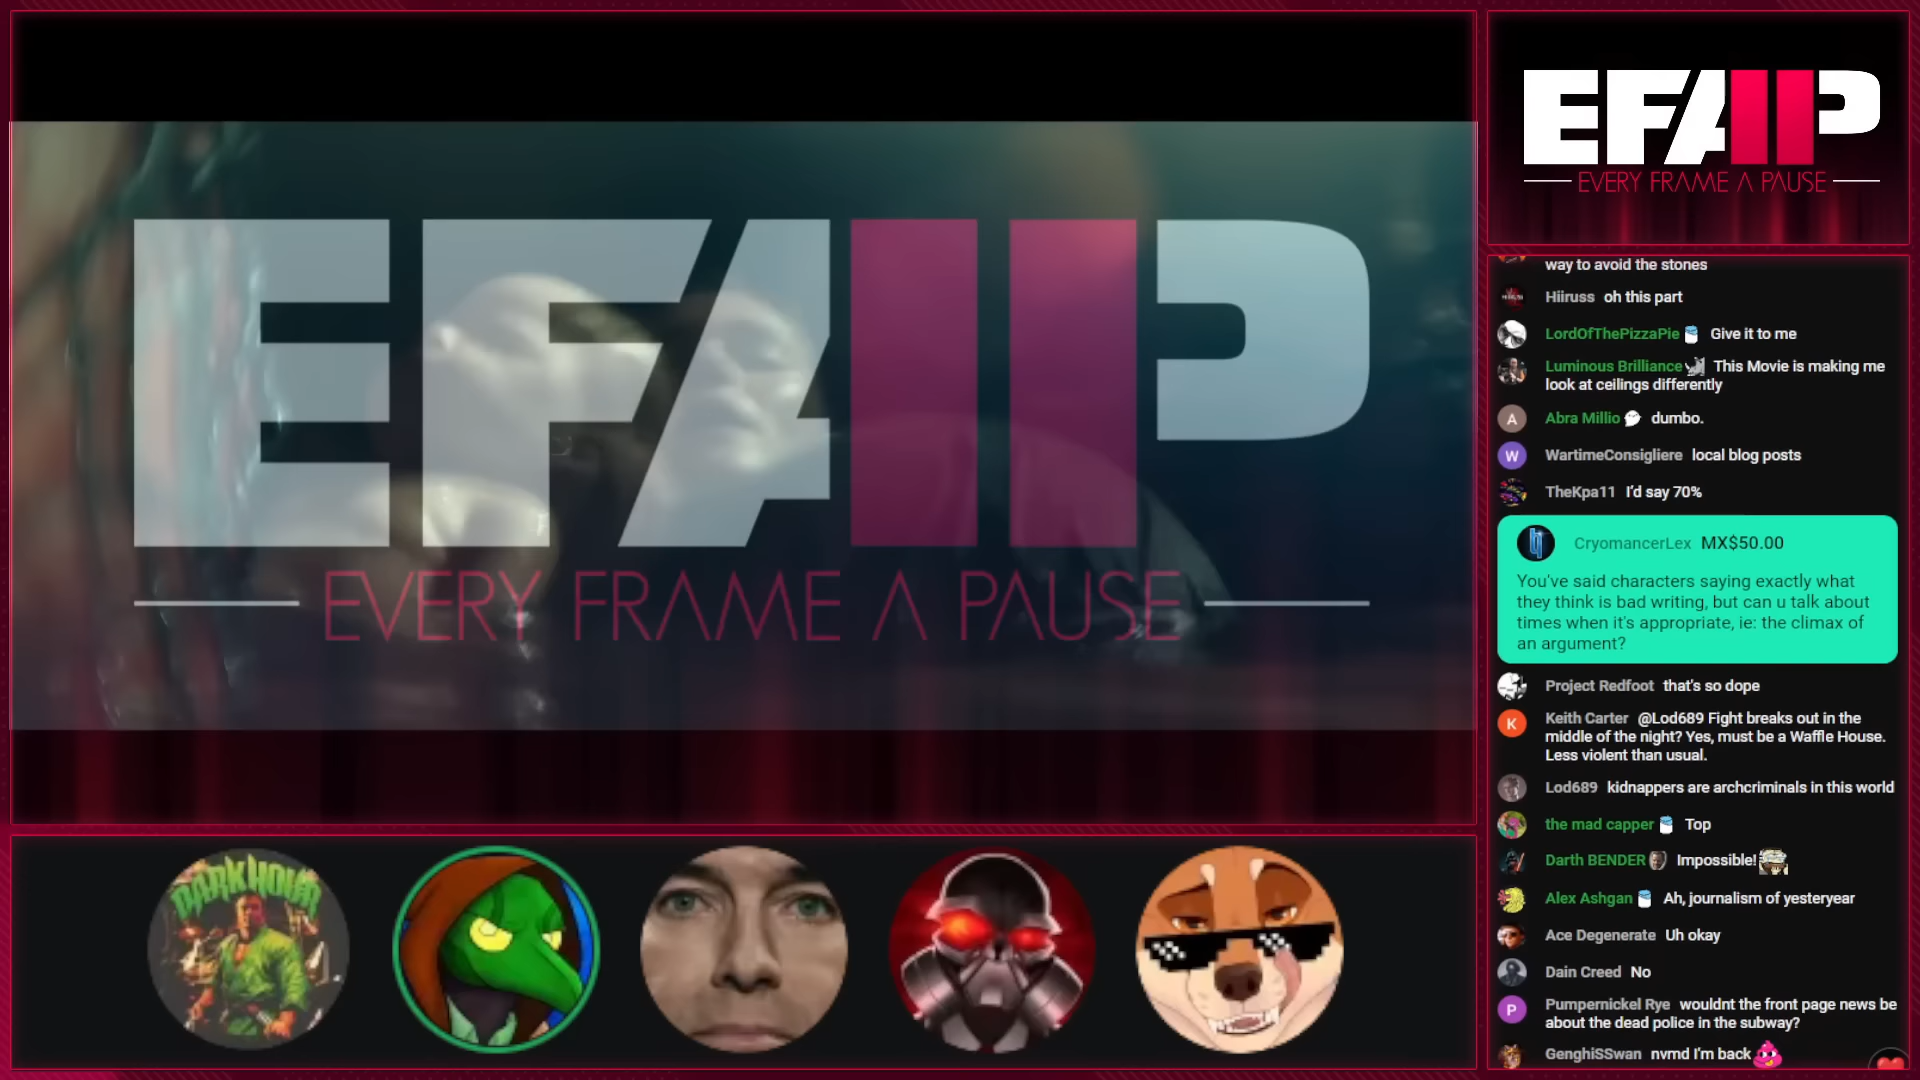 EFAP
EVERY FRAME A PAUSE
EFAP
EVERY FRAME A PAUSE
way to avoid the stones
Hiiruss oh this part
LordOfThePizzaPie Give it to me
Luminous Brilliance This Movie is making me
look at ceilings differently
A Abra Millio dumbo.
W WartimeConsigliere local blog posts
TheKpa11 I'd say 70%
CryomancerLex MX$50.00
You've said characters saying exactly what
they think is bad writing, but can u talk about
times when it's appropriate, ie: the climax of
an argument?
Project Redfoot that's so dope
K Keith Carter @Lod689 Fight breaks out in the
middle of the night? Yes, must be a Waffle House.
Less violent than usual.
Lod689 kidnappers are archcriminals in this world
the mad capper Top
Darth BENDER Impossible!
Alex Ashgan Ah, journalism of yesteryear
Ace Degenerate Uh okay
Dain Creed No
P Pumpernickel Rye wouldnt the front page news be
about the dead police in the subway?
GenghiSSwan nvmd I'm back
DARK HOUR